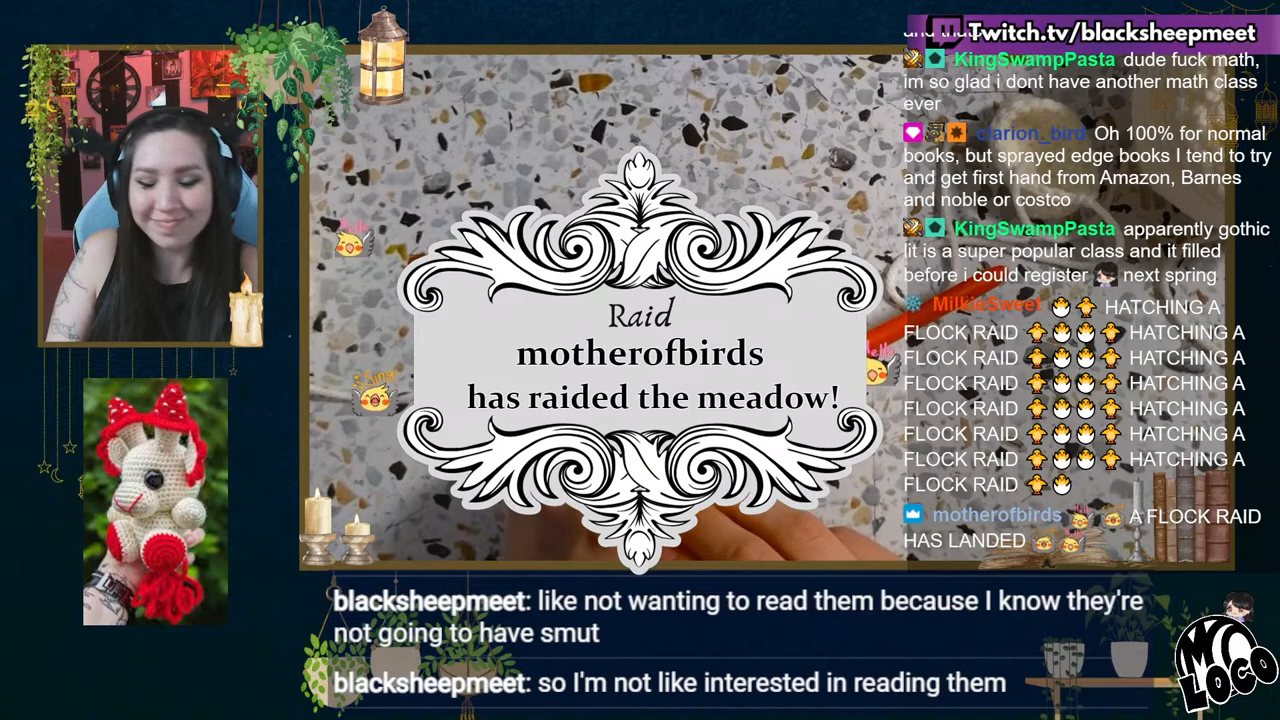 Twitch.tv/blacksheepmeet
KingSwampPasta dude fuck math,
im so glad i dont have another math class
ever
clarion_bird Oh 100% for normal
books, but sprayed edge books I tend to try
and get first hand from Amazon, Barnes
and noble or costco
KingSwampPasta apparently gothic
lit is a super popular class and it filled
before i could register next spring
MilkieSweet HATCHING A
FLOCK RAID HATCHING A
FLOCK RAID HATCHING A
FLOCK RAID HATCHING A
FLOCK RAID HATCHING A
FLOCK RAID HATCHING A
FLOCK RAID HATCHING A
FLOCK RAID
motherofbirds A FLOCK RAID
HAS LANDED
Hello
Sing!
Hello
Raid
motherofbirds
has raided the meadow!
blacksheepmeet: like not wanting to read them because I know they're
not going to have smut
blacksheepmeet: so I'm not like interested in reading them
MC
LOCO